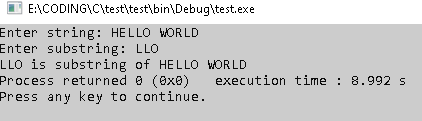 E:\CODING\C\test\test\bin\Debug\test.exe
Enter string: HELLO WORLD
Enter substring: LLO
LLO is substring of HELLO WORLD
Process returned 0 (0x0)   execution time : 8.992 s
Press any key to continue.